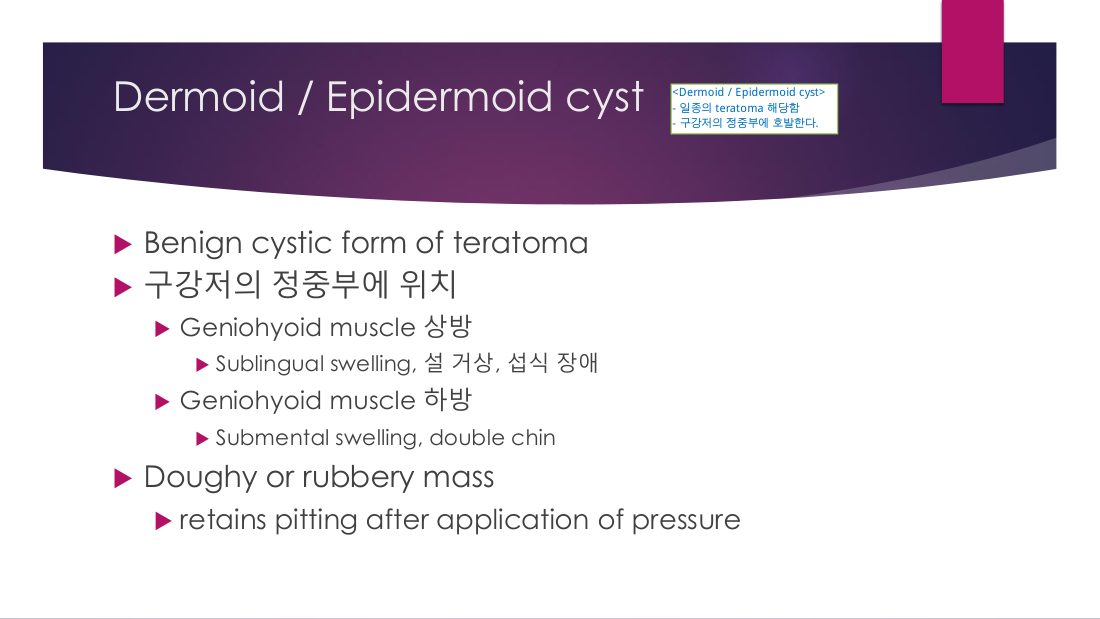 Dermoid / Epidermoid cyst
<Dermoid / Epidermoid cyst>
- 일종의 teratoma 해당함
- 구강저의 정중부에 호발한다.
Benign cystic form of teratoma
구강저의 정중부에 위치
Geniohyoid muscle 상방
Sublingual swelling, 설 거상, 섭식 장애
Geniohyoid muscle 하방
Submental swelling, double chin
Doughy or rubbery mass
retains pitting after application of pressure